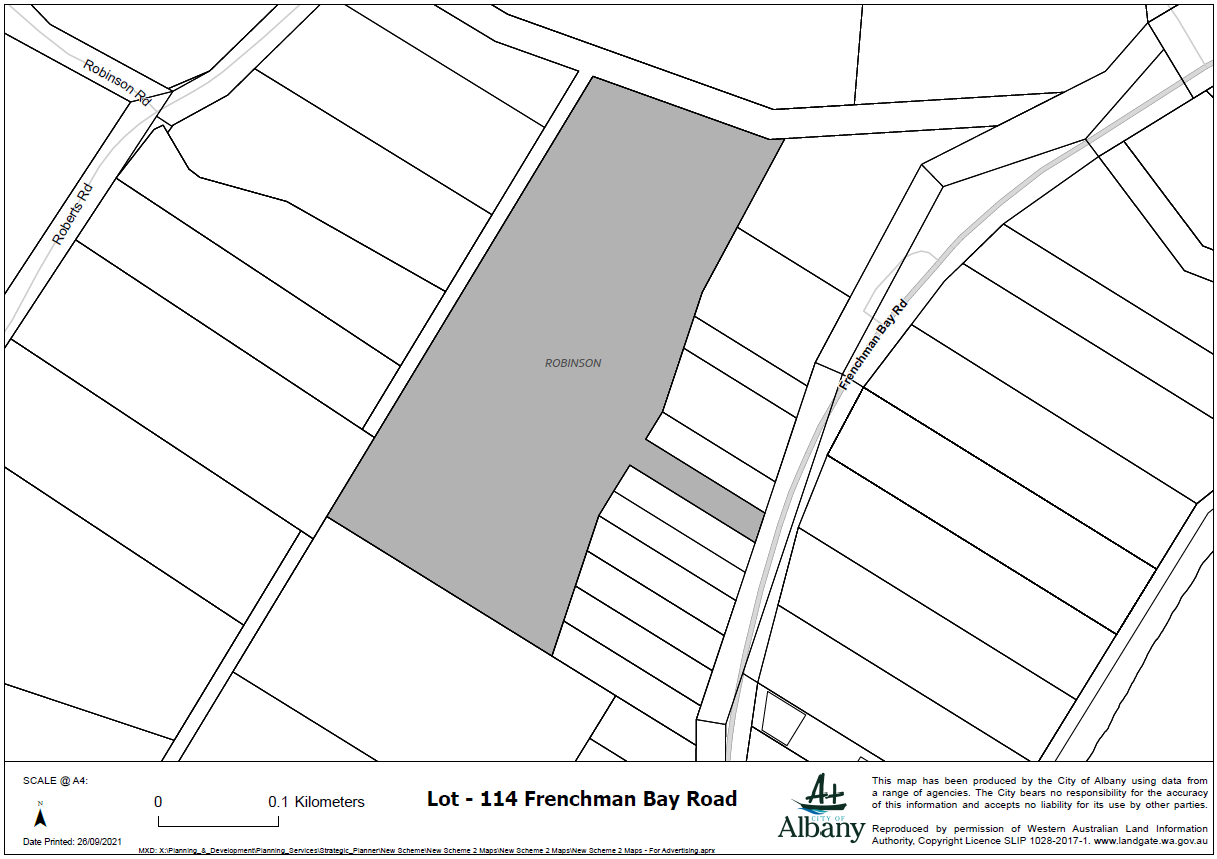 Robinson Rd
Roberts Rd
ROBINSON
Frenchman Bay Rd
SCALE @ A4:
N
0
0.1 Kilometers
Date Printed: 26/09/2021
Lot - 114 Frenchman Bay Road
MXD: X:\Planning_&_Development\Planning_Services\Strategic_Planner\New Scheme 2 Maps\New Scheme 2 Maps\New Scheme 2 Maps - For Advertising.aprx
CITY OF
Albany
This map has been produced by the City of Albany using data from
a range of agencies. The City bears no responsibility for the accuracy
of this information and accepts no liability for its use by other parties.
Reproduced by permission of Western Australian Land Information
Authority, Copyright Licence SLIP 1028-2017-1. www.landgate.wa.gov.au